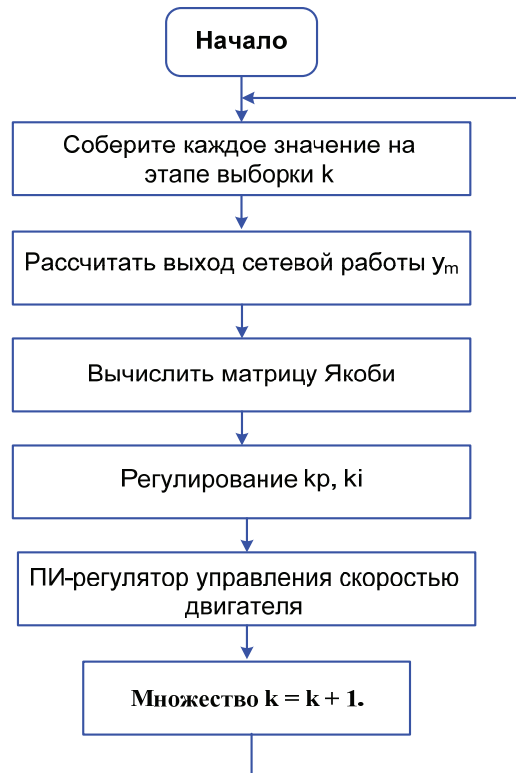 Начало
Соберите каждое значение на
этапе выборки k
Рассчитать выход сетевой работы yₘ
Вычислить матрицу Якоби
Регулирование kp, ki
ПИ-регулятор управления скоростью
двигателя
Множество k = k + 1.